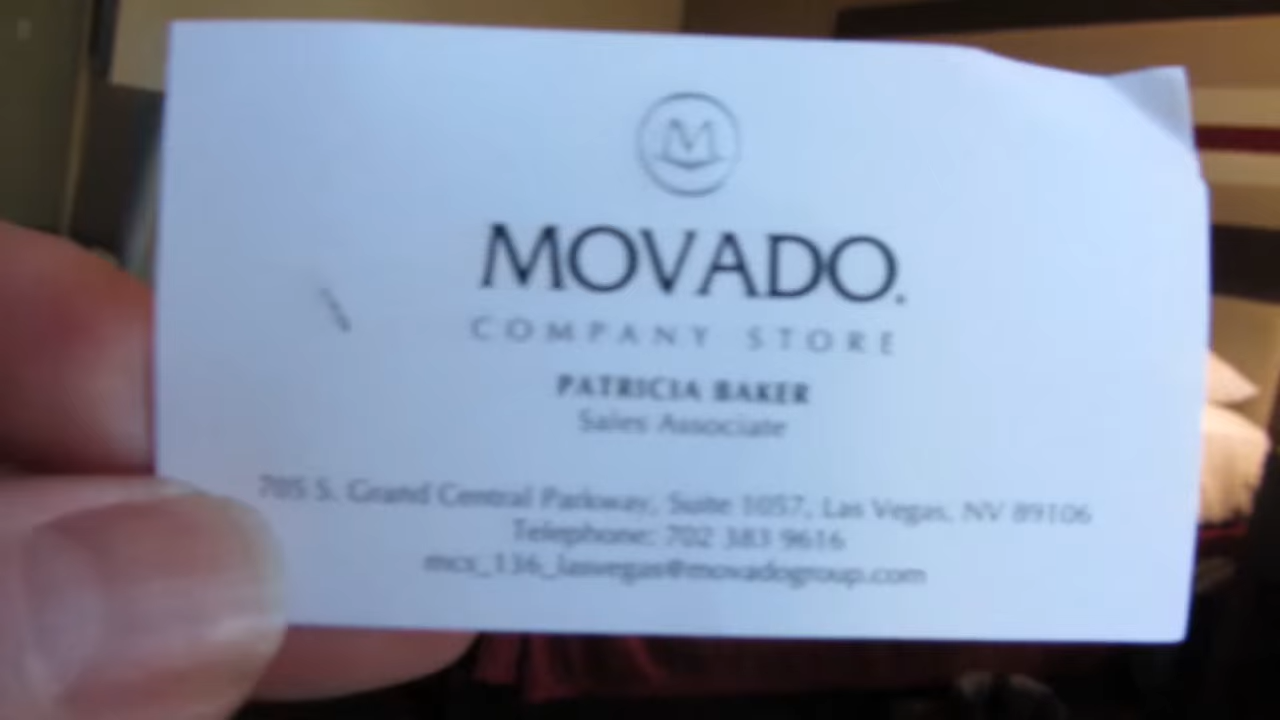 M
MOVADO.
COMPANY STORE
PATRICIA BAKER
Sales Associate
705 S. Grand Central Parkway, Suite 1057, Las Vegas, NV 89106
Telephone: 702 383 9616
mcs_136_lasvegas@movadogroup.com